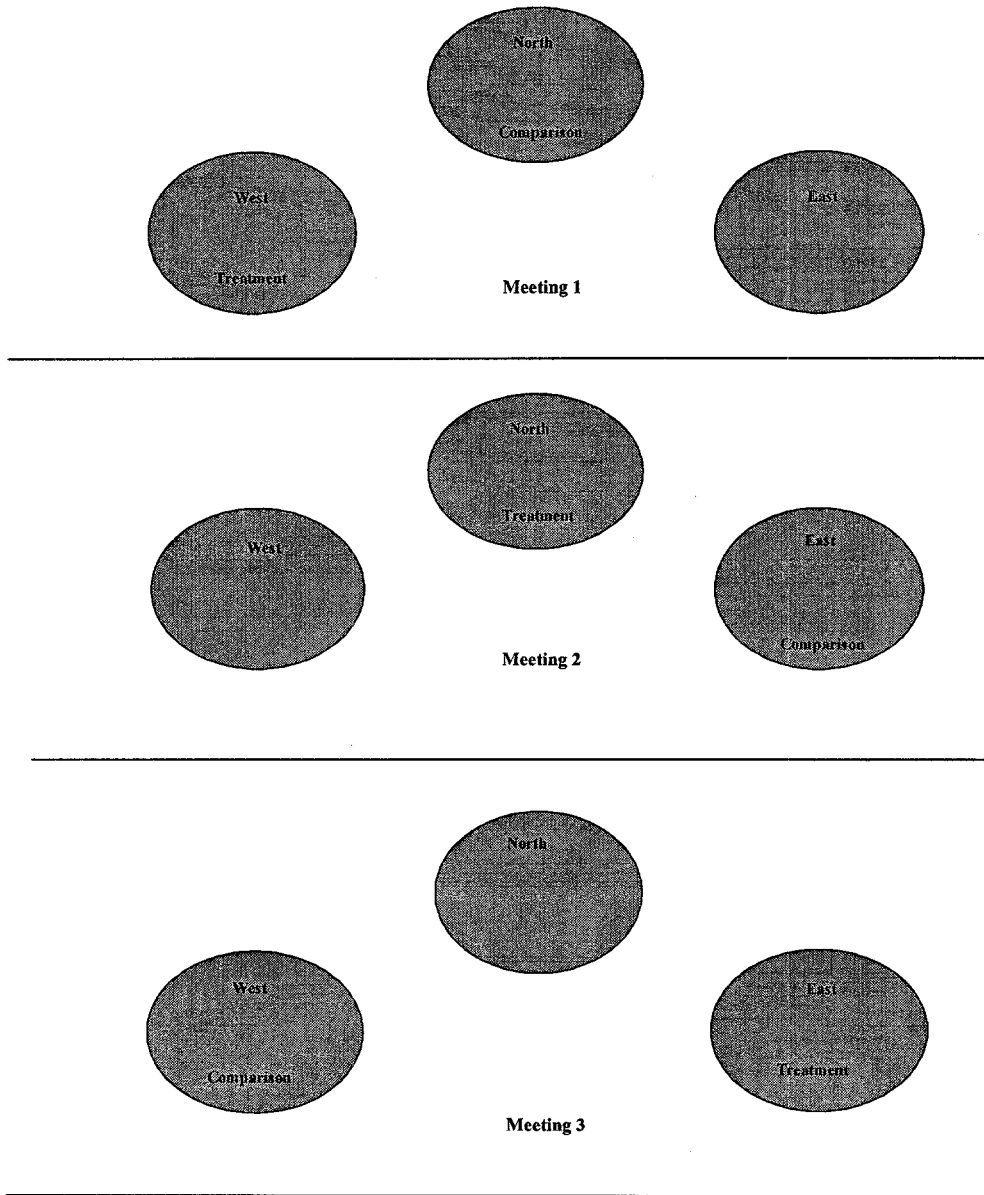 North
Comparison
West
Treatment
East
Meeting 1
North
Treatment
West
East
Comparison
Meeting 2
North
West
Comparison
East
Treatment
Meeting 3